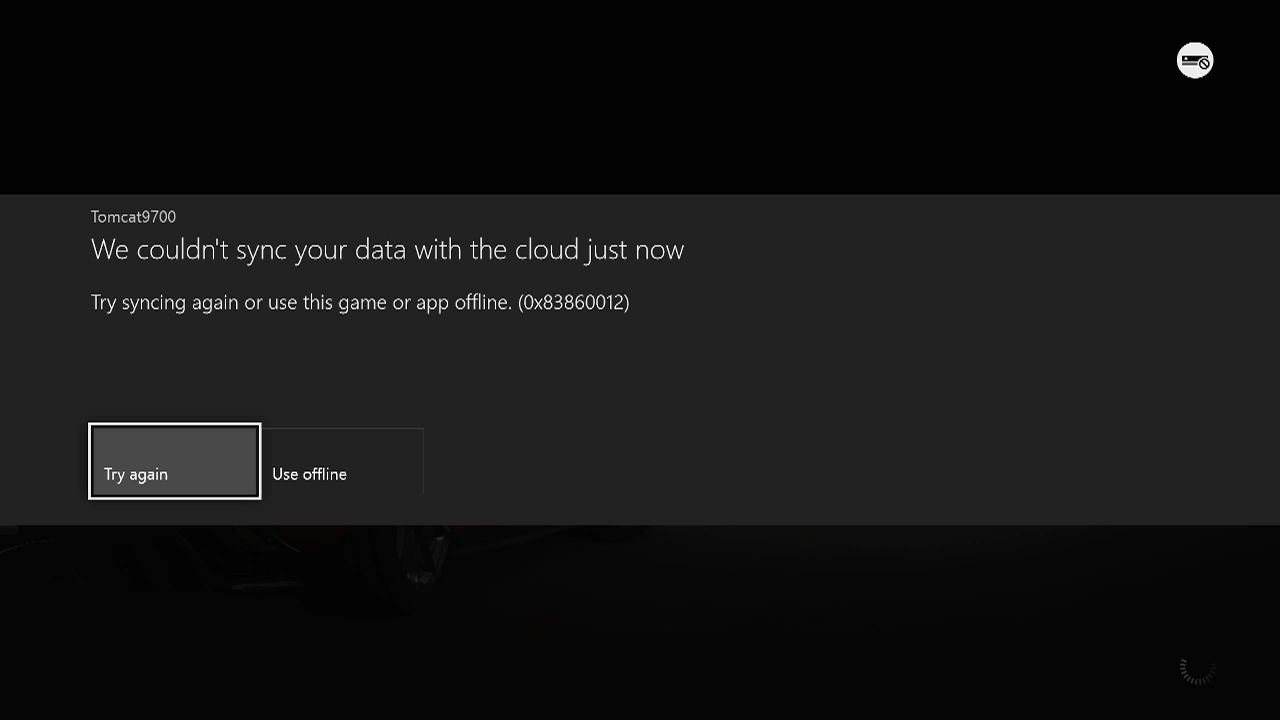 Tomcat9700
We couldn't sync your data with the cloud just now
Try syncing again or use this game or app offline. (0x83860012)
Try again
Use offline